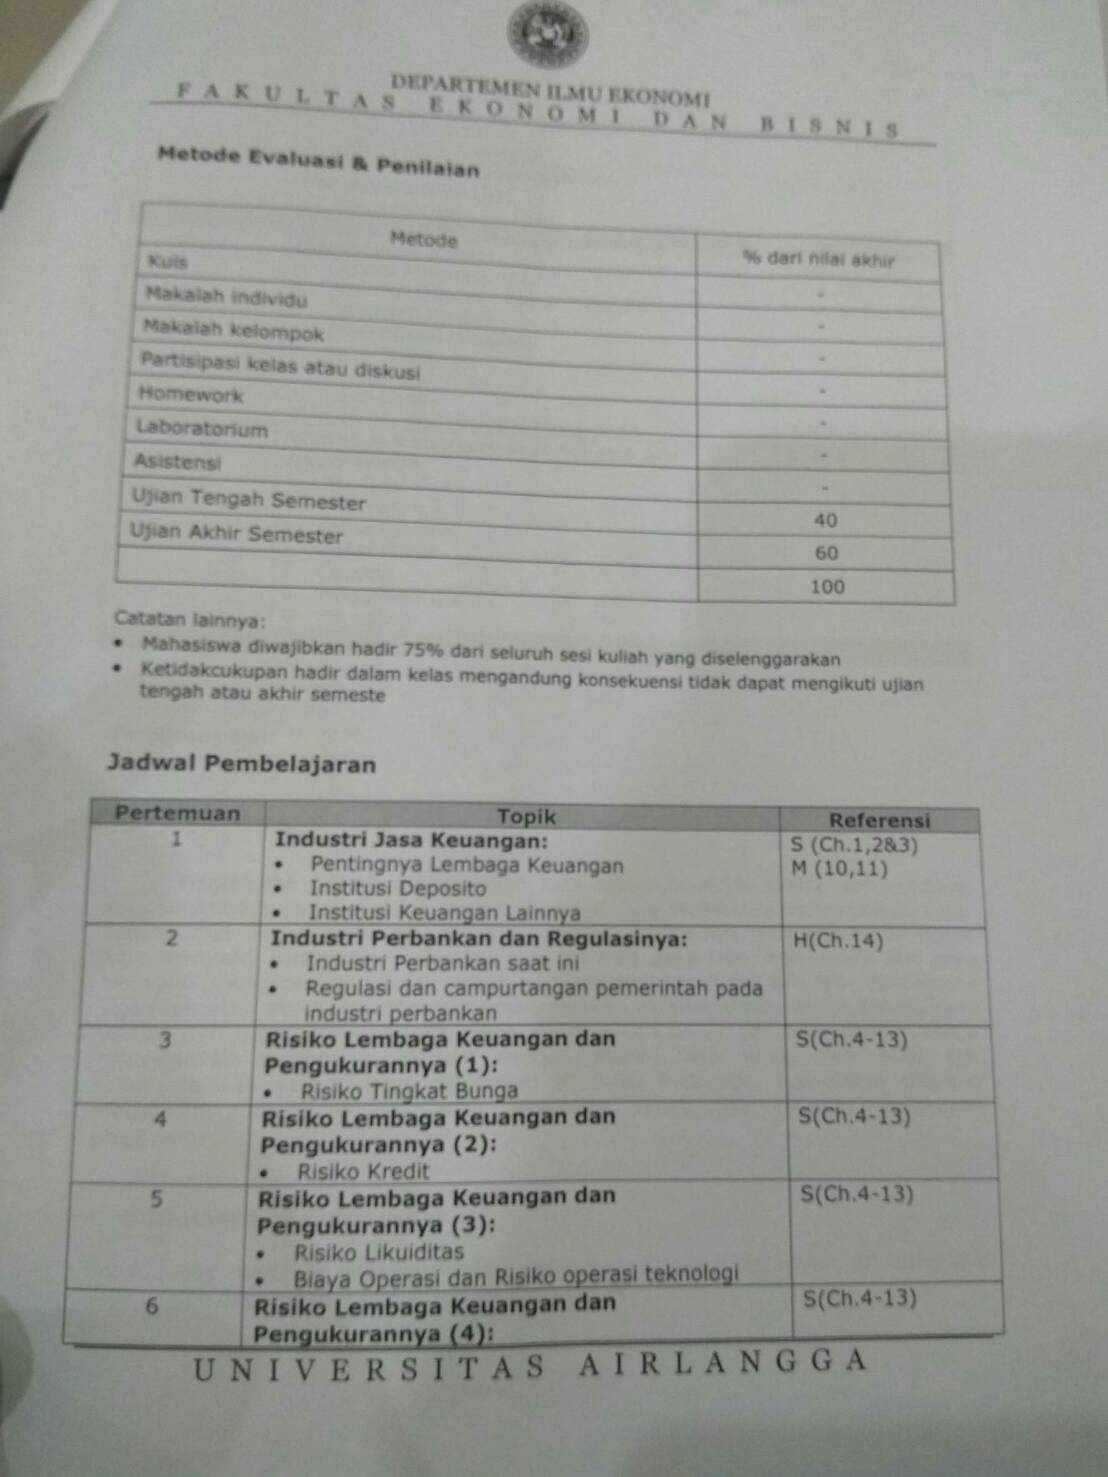 DEPARTEMEN ILMU EKONOMI
FAKULTAS EKONOMI DAN BISNIS
Metode Evaluasi & Penilaian
Metode % dari nilai akhir
Kuis -
Makalah individu -
Makalah kelompok -
Partisipasi kelas atau diskusi -
Homework -
Laboratorium -
Asistensi -
Ujian Tengah Semester 40
Ujian Akhir Semester 60
100
Catatan lainnya:
• Mahasiswa diwajibkan hadir 75% dari seluruh sesi kuliah yang diselenggarakan
• Ketidakcukupan hadir dalam kelas mengandung konsekuensi tidak dapat mengikuti ujian
tengah atau akhir semeste
Jadwal Pembelajaran
Pertemuan Topik Referensi
1 Industri Jasa Keuangan: S (Ch.1,2&3)
• Pentingnya Lembaga Keuangan M (10,11)
• Institusi Deposito
• Institusi Keuangan Lainnya
2 Industri Perbankan dan Regulasinya: H(Ch.14)
• Industri Perbankan saat ini
• Regulasi dan campurtangan pemerintah pada
industri perbankan
3 Risiko Lembaga Keuangan dan S(Ch.4-13)
Pengukurannya (1):
• Risiko Tingkat Bunga
4 Risiko Lembaga Keuangan dan S(Ch.4-13)
Pengukurannya (2):
• Risiko Kredit
5 Risiko Lembaga Keuangan dan S(Ch.4-13)
Pengukurannya (3):
• Risiko Likuiditas
• Biaya Operasi dan Risiko operasi teknologi
6 Risiko Lembaga Keuangan dan S(Ch.4-13)
Pengukurannya (4):
UNIVERSITAS AIRLANGGA